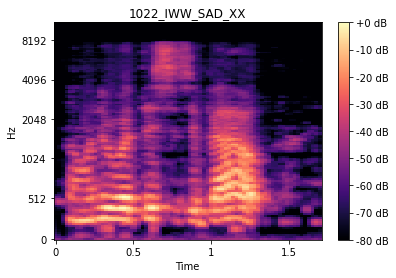 1022_IWW_SAD_XX
8192
4096
2048
1024
512
0
Hz
0
0.5
1
1.5
Time
+0 dB
-10 dB
-20 dB
-30 dB
-40 dB
-50 dB
-60 dB
-70 dB
-80 dB